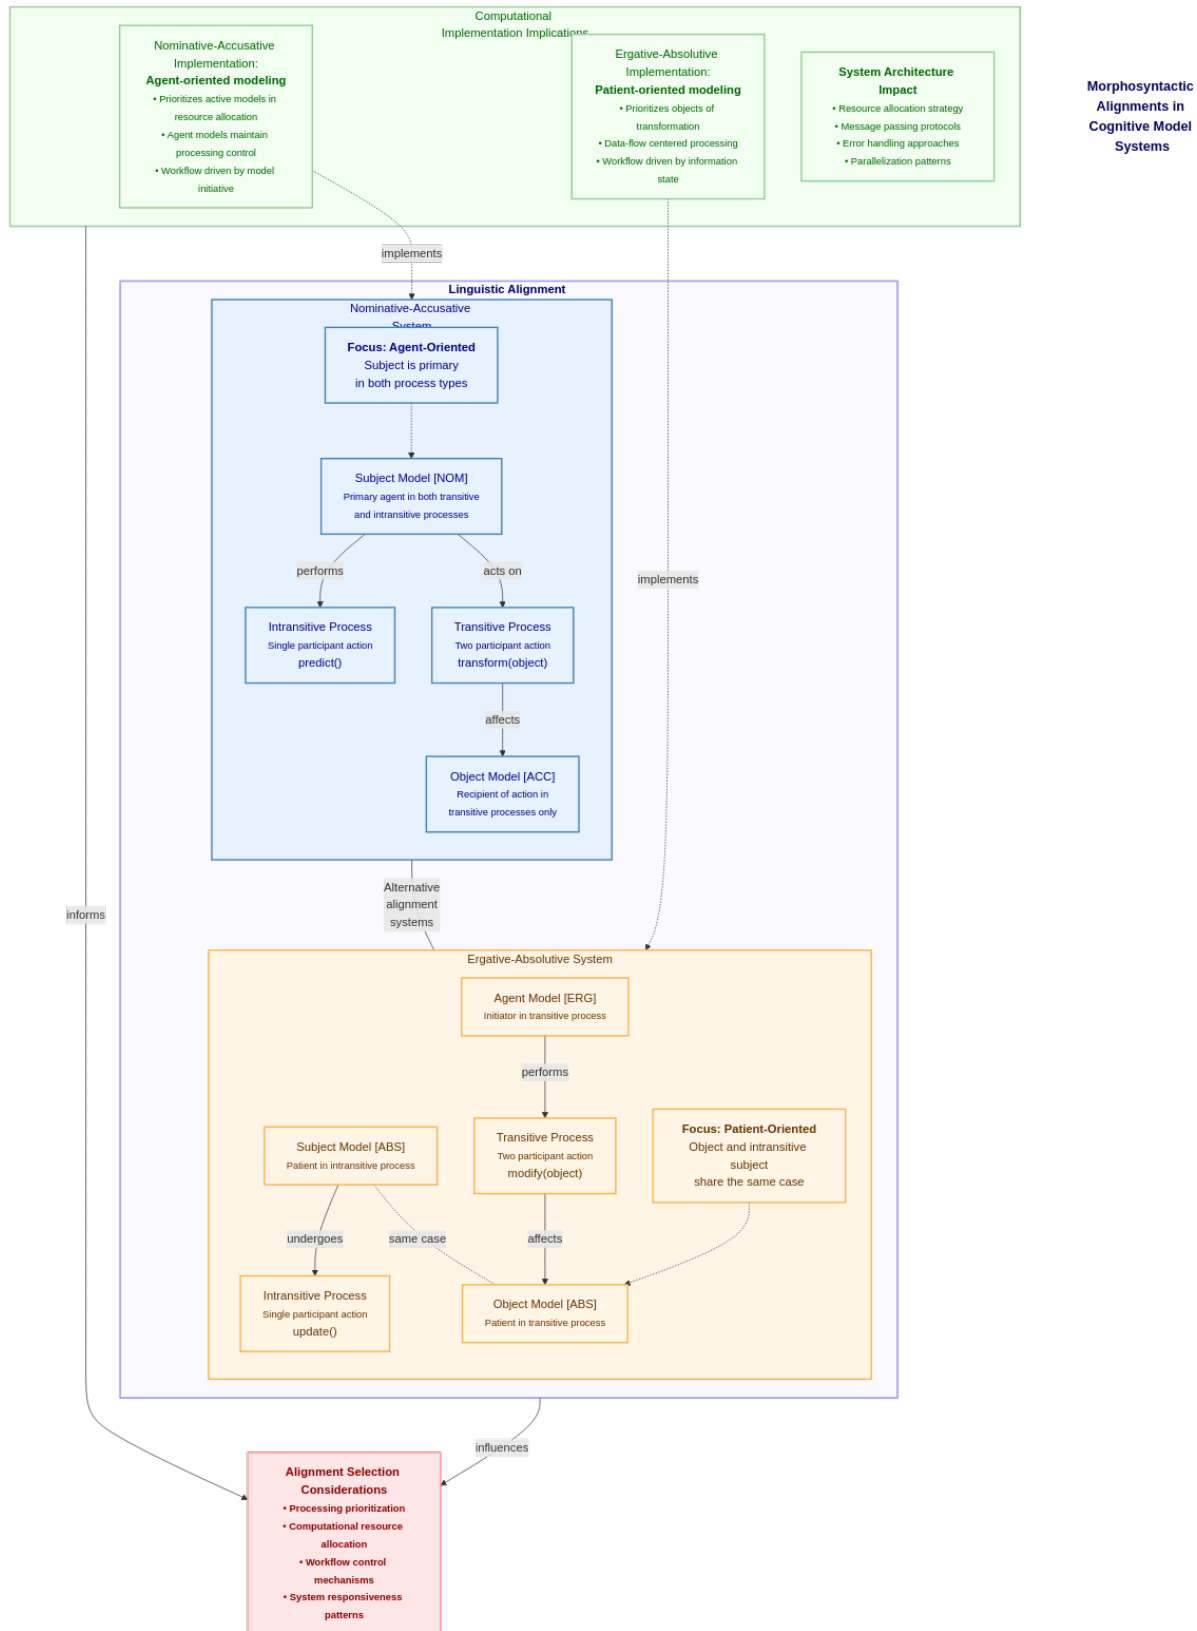 Computational
Implementation Implications
Nominative-Accusative
Implementation:
Agent-oriented modeling
• Prioritizes active models in
resource allocation
• Agent models maintain
processing control
• Workflow driven by model
initiative
Ergative-Absolutive
Implementation:
Patient-oriented modeling
• Prioritizes objects of
transformation
• Data-flow centered processing
• Workflow driven by information
state
System Architecture
Impact
• Resource allocation strategy
• Message passing protocols
• Error handling approaches
• Parallelization patterns
Morphosyntactic
Alignments in
Cognitive Model
Systems
implements
Linguistic Alignment
Nominative-Accusative
System
Focus: Agent-Oriented
Subject is primary
in both process types
Subject Model [NOM]
Primary agent in both transitive
and intransitive processes
performs
acts on
implements
Intransitive Process
Single participant action
predict()
Transitive Process
Two participant action
transform(object)
affects
Object Model [ACC]
Recipient of action in
transitive processes only
Alternative
alignment
systems
informs
Ergative-Absolutive System
Agent Model [ERG]
Initiator in transitive process
performs
Subject Model [ABS]
Patient in intransitive process
Transitive Process
Two participant action
modify(object)
Focus: Patient-Oriented
Object and intransitive
subject
share the same case
undergoes
same case
affects
Intransitive Process
Single participant action
update()
Object Model [ABS]
Patient in transitive process
influences
Alignment Selection
Considerations
• Processing prioritization
• Computational resource
allocation
• Workflow control
mechanisms
• System responsiveness
patterns